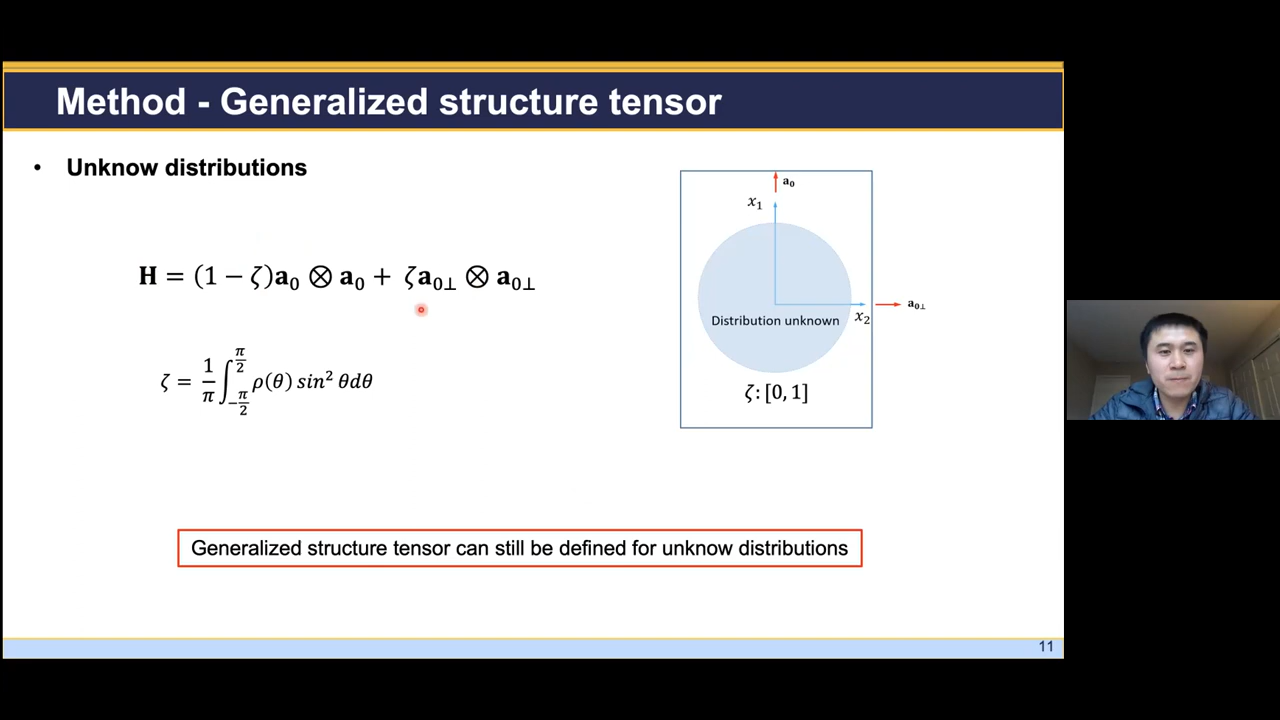 Method - Generalized structure tensor
• Unknow distributions
𝐇 = (1 − ζ)𝐚₀ ⊗ 𝐚₀ + ζ𝐚₀⊥ ⊗ 𝐚₀⊥
ζ = 1/π ∫_{−π/2}^{π/2} ρ(θ) sin² θdθ
𝐚₀
x₁
𝐚₀⊥
x₂
Distribution unknown
ζ: [0, 1]
Generalized structure tensor can still be defined for unknow distributions
11